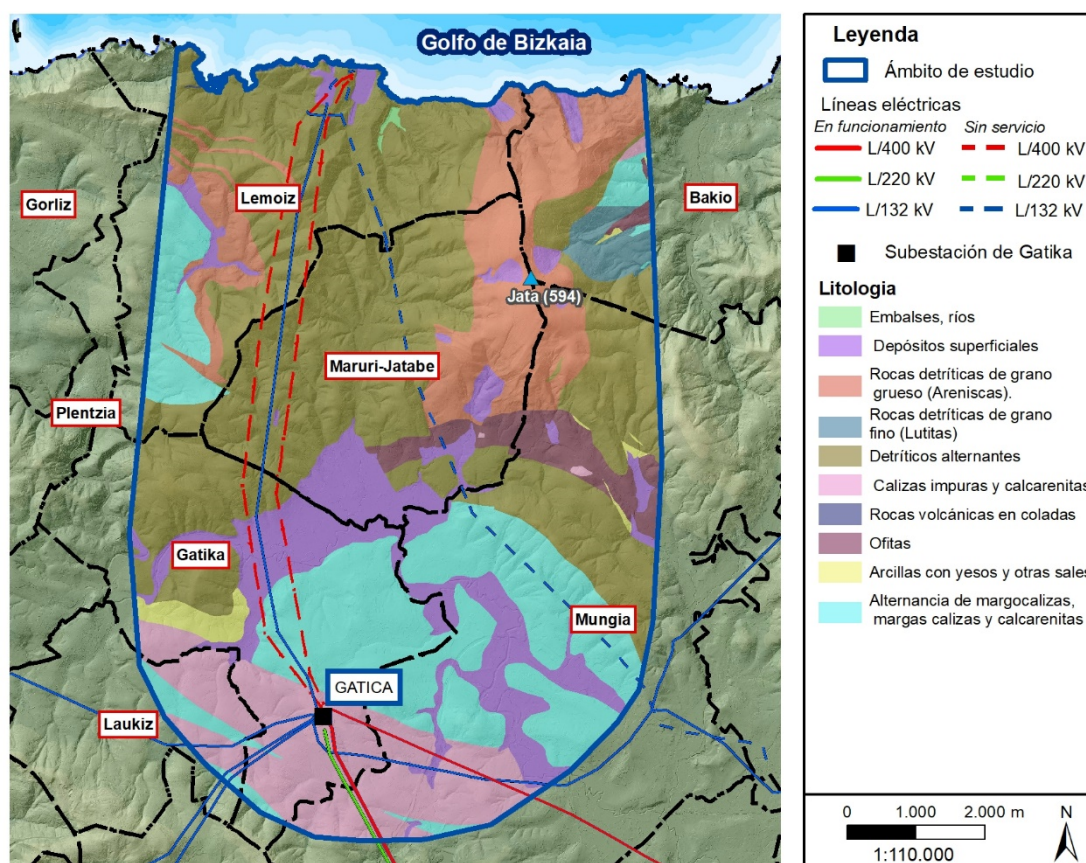 Golfo de Bizkaia
Gorliz
Lemoiz
Bakio
Jata (594)
Maruri-Jatabe
Plentzia
Gatika
Mungia
GATICA
Laukiz
Leyenda
Ámbito de estudio
Líneas eléctricas
En funcionamiento Sin servicio
L/400 kV L/400 kV
L/220 kV L/220 kV
L/132 kV L/132 kV
Subestación de Gatika
Litologia
Embalses, ríos
Depósitos superficiales
Rocas detríticas de grano
grueso (Areniscas).
Rocas detríticas de grano
fino (Lutitas)
Detríticos alternantes
Calizas impuras y calcarenitas
Rocas volcánicas en coladas
Ofitas
Arcillas con yesos y otras sales
Alternancia de margocalizas,
margas calizas y calcarenitas
0 1.000 2.000 m
N
1:110.000